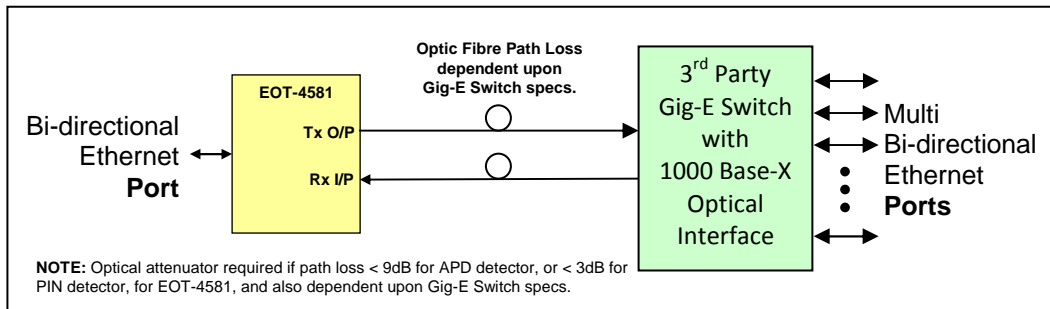 Optic Fibre Path Loss
dependent upon
Gig-E Switch specs.
EOT-4581
Tx O/P
Rx I/P
Bi-directional
Ethernet
Port
3rd Party
Gig-E Switch
with
1000 Base-X
Optical
Interface
Multi
Bi-directional
Ethernet
Ports
NOTE: Optical attenuator required if path loss < 9dB for APD detector, or < 3dB for
PIN detector, for EOT-4581, and also dependent upon Gig-E Switch specs.